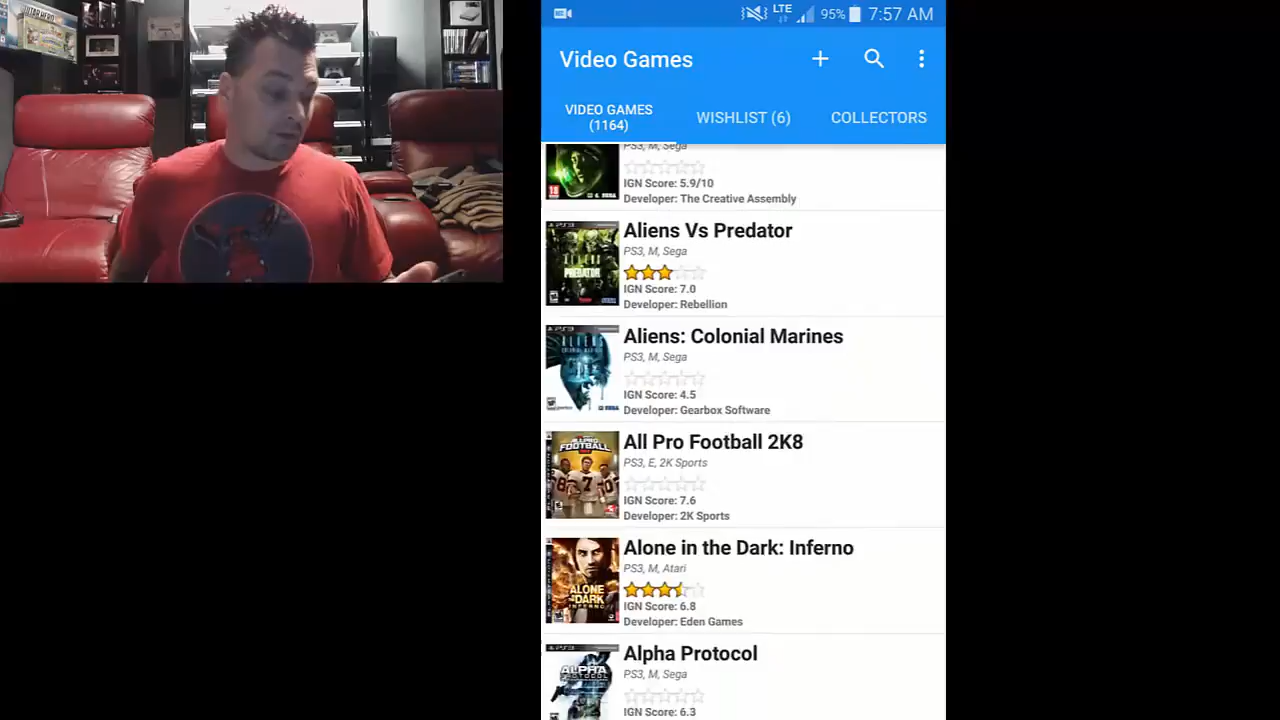 LTE
95%
7:57 AM
Video Games
VIDEO GAMES
(1164)
WISHLIST (6)
COLLECTORS
PS3, M, Sega
IGN Score: 5.9/10
Developer: The Creative Assembly
Aliens Vs Predator
PS3, M, Sega
IGN Score: 7.0
Developer: Rebellion
Aliens: Colonial Marines
PS3, M, Sega
IGN Score: 4.5
Developer: Gearbox Software
All Pro Football 2K8
PS3, E, 2K Sports
IGN Score: 7.6
Developer: 2K Sports
Alone in the Dark: Inferno
PS3, M, Atari
IGN Score: 6.8
Developer: Eden Games
Alpha Protocol
PS3, M, Sega
IGN Score: 6.3